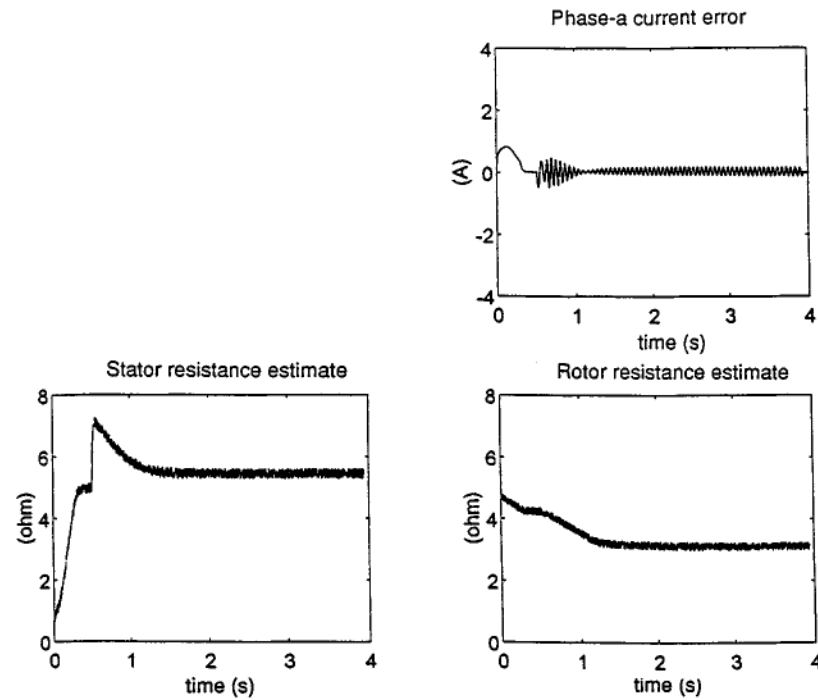 Phase-a current error
4
2
0
-2
-4
(A)
0 1 2 3 4
time (s)
Stator resistance estimate
8
6
4
2
0
(ohm)
0 1 2 3 4
time (s)
Rotor resistance estimate
8
6
4
2
0
(ohm)
0 1 2 3 4
time (s)